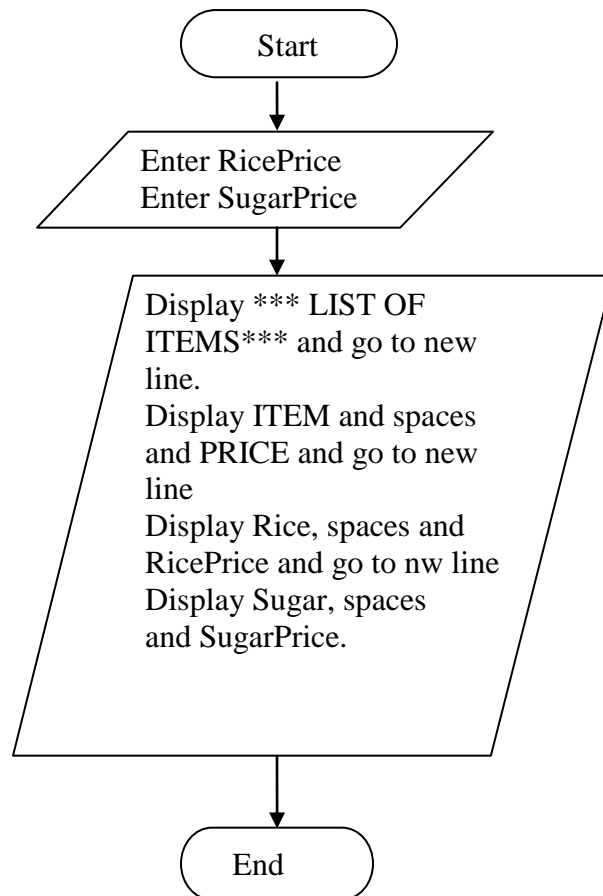 Start
Enter RicePrice
Enter SugarPrice
Display *** LIST OF
ITEMS*** and go to new
line.
Display ITEM and spaces
and PRICE and go to new
line
Display Rice, spaces and
RicePrice and go to nw line
Display Sugar, spaces
and SugarPrice.
End